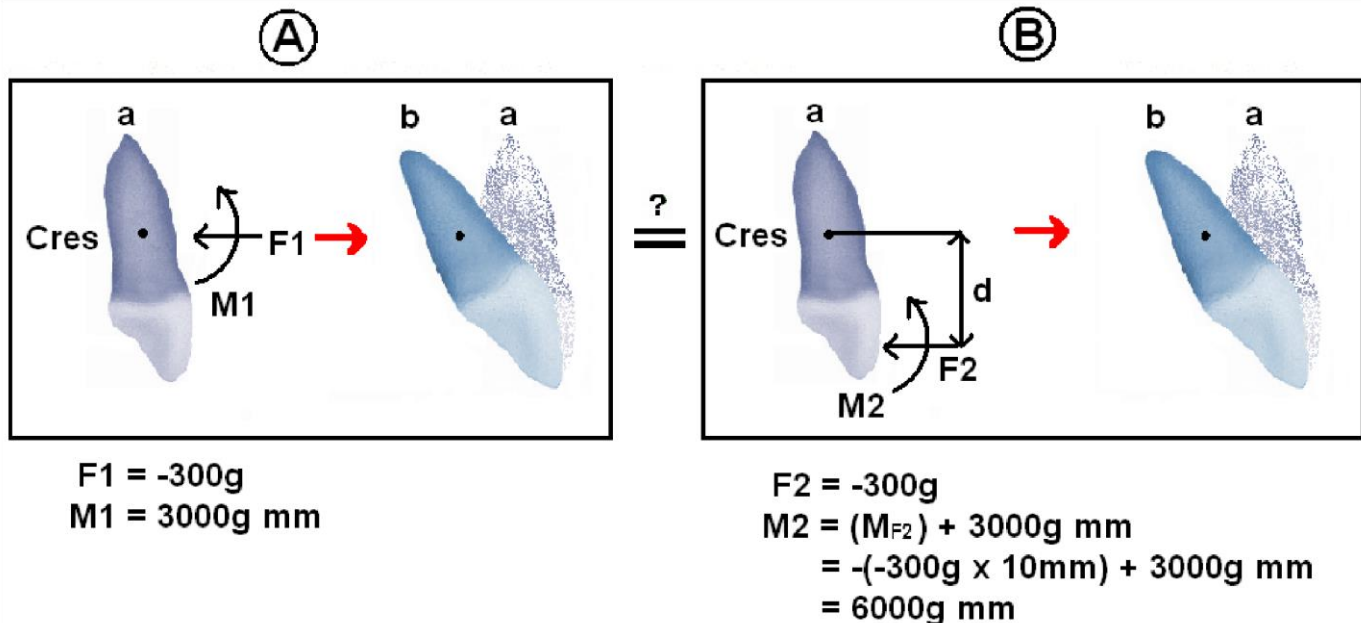 A
B
a
b
a
Cres
F1
M1
?
=
a
b
a
Cres
d
F2
M2
F1 = -300g
M1 = 3000g mm
F2 = -300g
M2 = (MF2) + 3000g mm
= -(-300g x 10mm) + 3000g mm
= 6000g mm